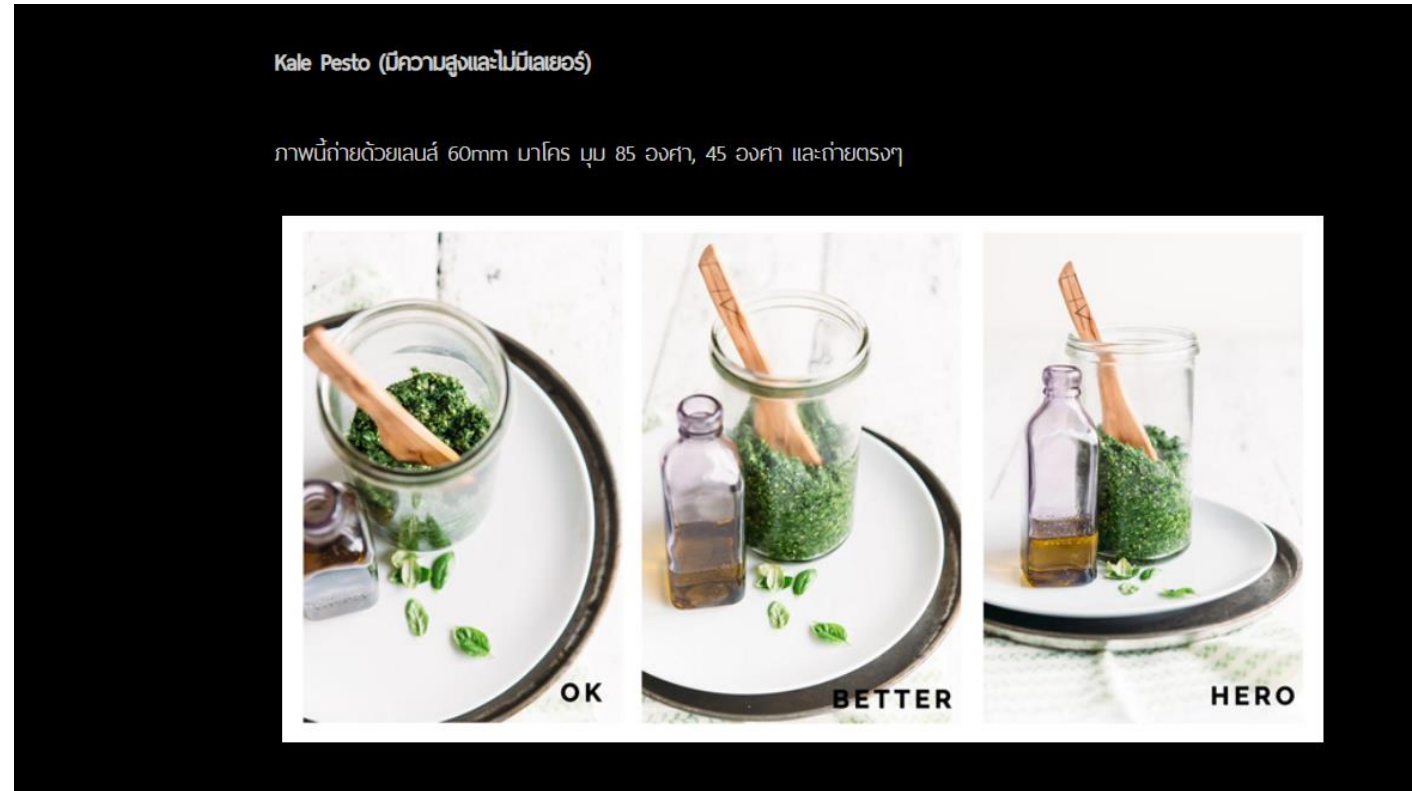 Kale Pesto (มีความสูงและไม่มีเลเยอร์)
ภาพนี้ถ่ายด้วยเลนส์ 60mm มาโคร มุม 85 องศา, 45 องศา และถ่ายตรงๆ
OK
BETTER
HERO